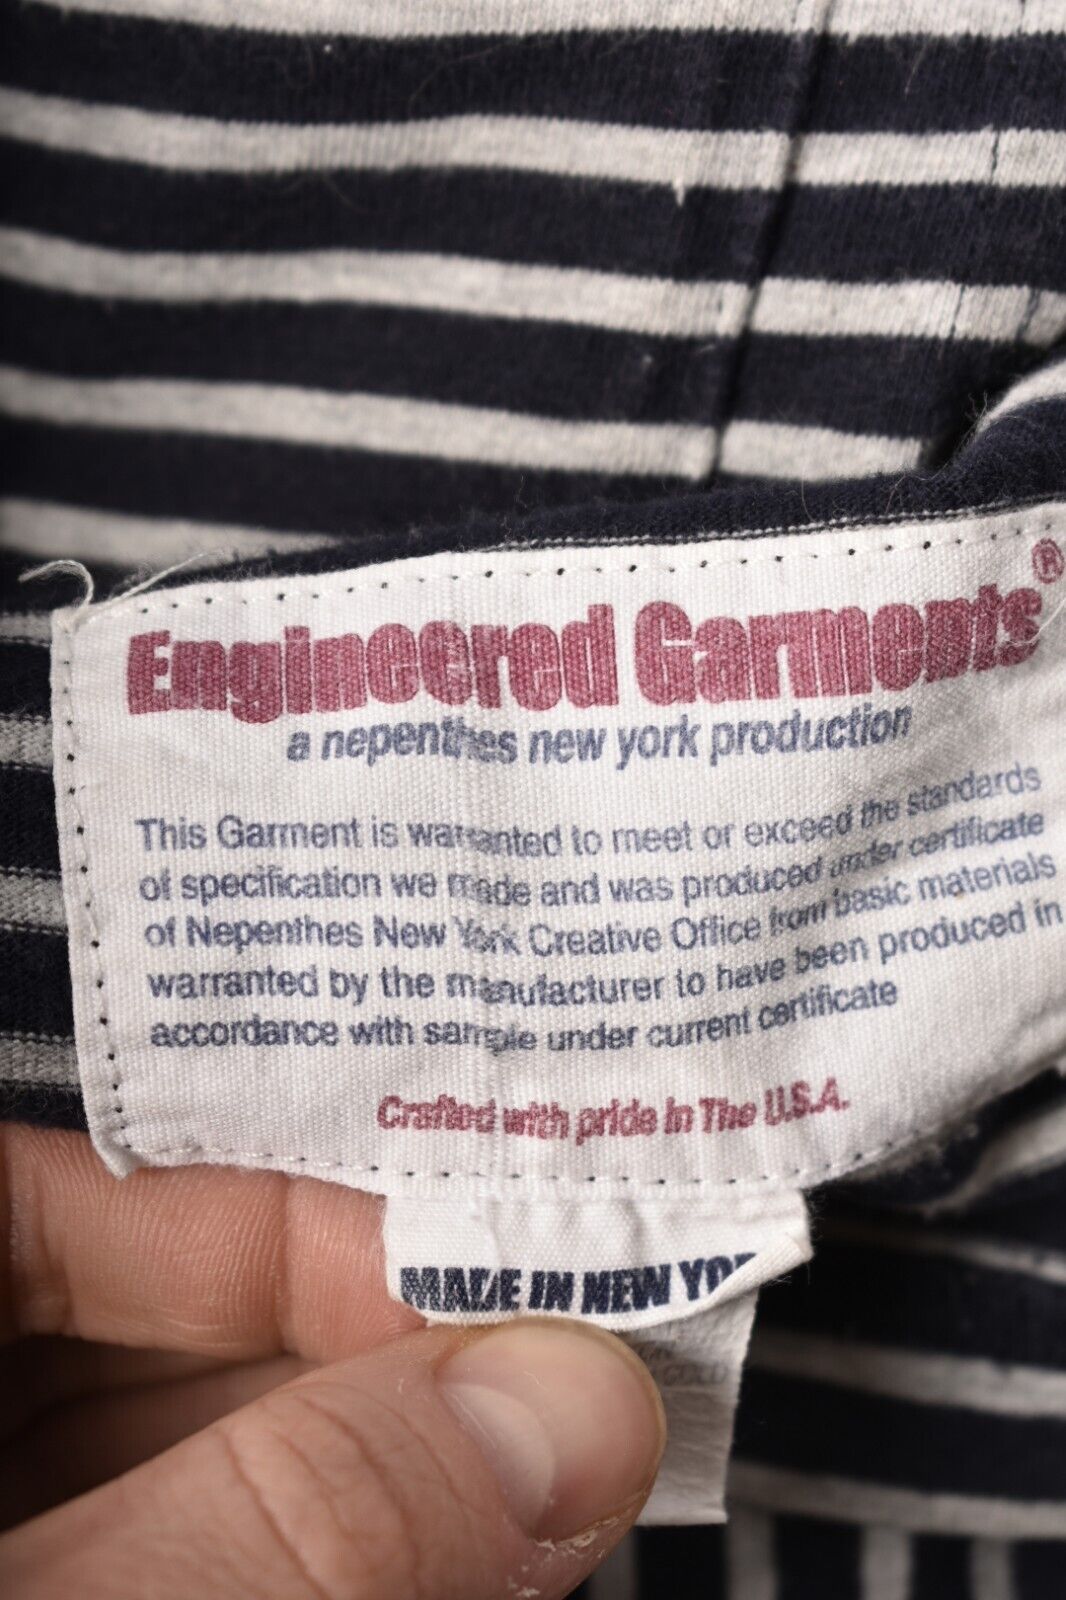 Engineered Garments®
a nepenthes new york production
This Garment is warranted to meet or exceed the standards
of specification we made and was produced under certificate
of Nepenthes New York Creative Office from basic materials
warranted by the manufacturer to have been produced in
accordance with sample under current certificate
Crafted with pride in The U.S.A.
MADE IN NEW YO
COLD